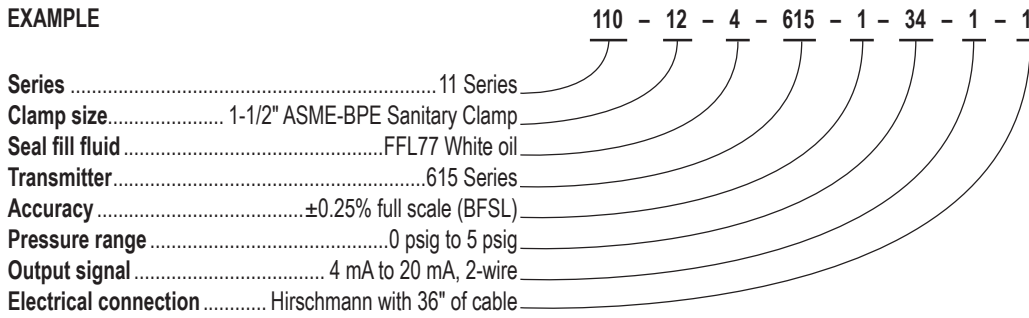 EXAMPLE 110 – 12 – 4 – 615 – 1 – 34 – 1 – 1
Series ........................................................................ 11 Series
Clamp size....................... 1-1/2" ASME-BPE Sanitary Clamp
Seal fill fluid ...................................................FFL77 White oil
Transmitter..............................................................615 Series
Accuracy .........................................±0.25% full scale (BFSL)
Pressure range ...............................................0 psig to 5 psig
Output signal ..................................... 4 mA to 20 mA, 2-wire
Electrical connection ............ Hirschmann with 36" of cable